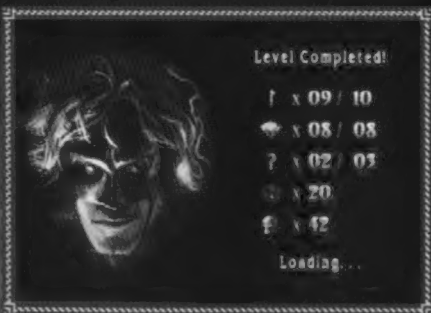 Level Completed!
x 09 / 10
x 08 / 08
? x 02 / 03
x 20
x 42
Loading...